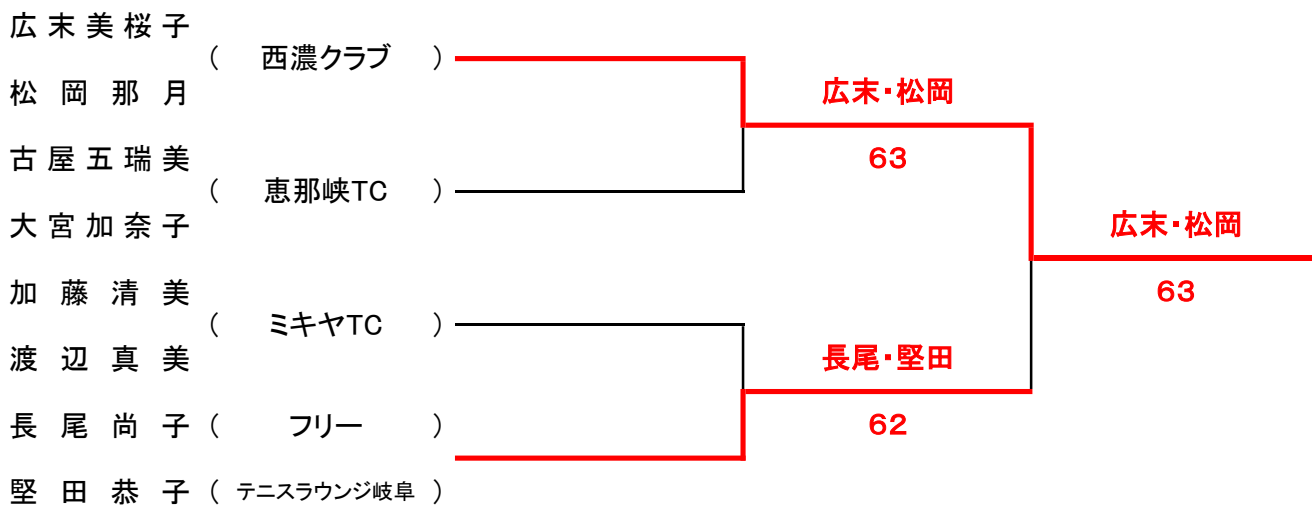 広末美桜子
( 西濃クラブ )
松岡那月
広末・松岡
63
古屋五瑞美
( 恵那峡TC )
大宮加奈子
広末・松岡
63
加藤清美
( ミキヤTC )
渡辺真美
長尾・堅田
62
長尾尚子 ( フリー )
堅田恭子 ( テニスラウンジ岐阜 )